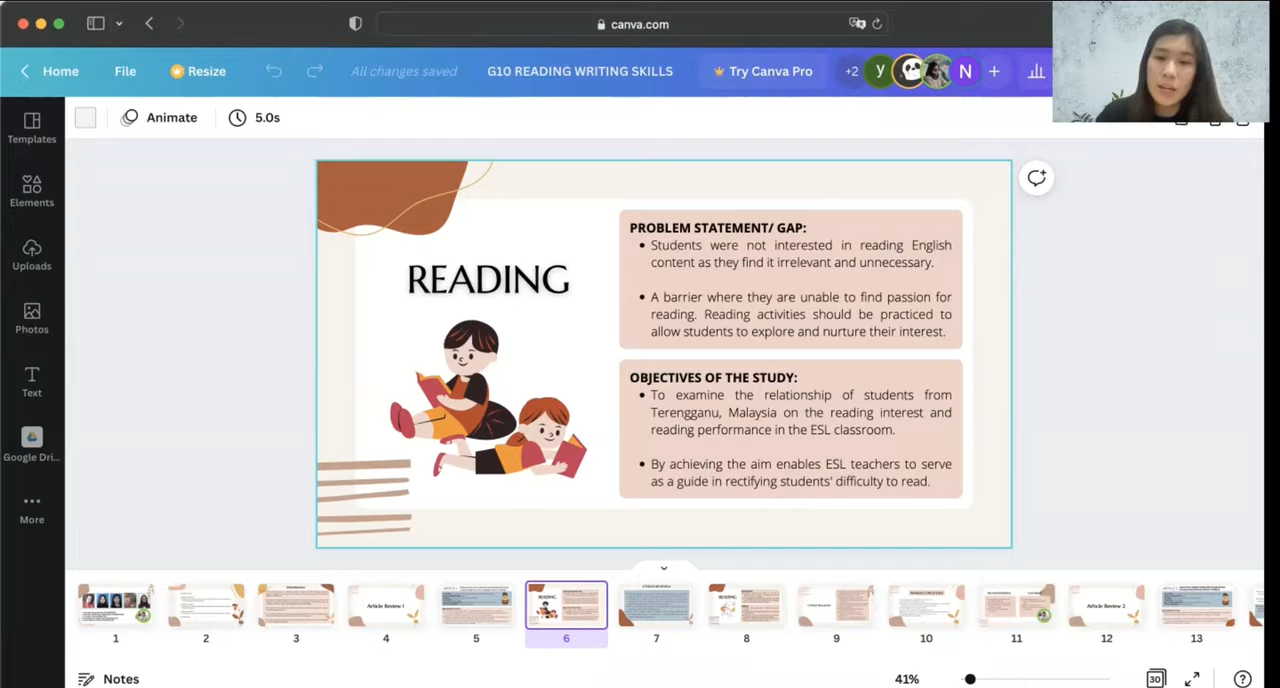 canva.com
Home
File
Resize
All changes saved
G10 READING WRITING SKILLS
Try Canva Pro
+2
y
N
+
Templates
Elements
Uploads
Photos
Text
Google Dri...
More
Animate
5.0s
READING
PROBLEM STATEMENT/ GAP:
• Students were not interested in reading English
content as they find it irrelevant and unnecessary.
• A barrier where they are unable to find passion for
reading. Reading activities should be practiced to
allow students to explore and nurture their interest.
OBJECTIVES OF THE STUDY:
• To examine the relationship of students from
Terengganu, Malaysia on the reading interest and
reading performance in the ESL classroom.
• By achieving the aim enables ESL teachers to serve
as a guide in rectifying students' difficulty to read.
Article Review 1
READING
READING
Article Review 2
1
2
3
4
5
6
7
8
9
10
11
12
13
Notes
41%
30
?